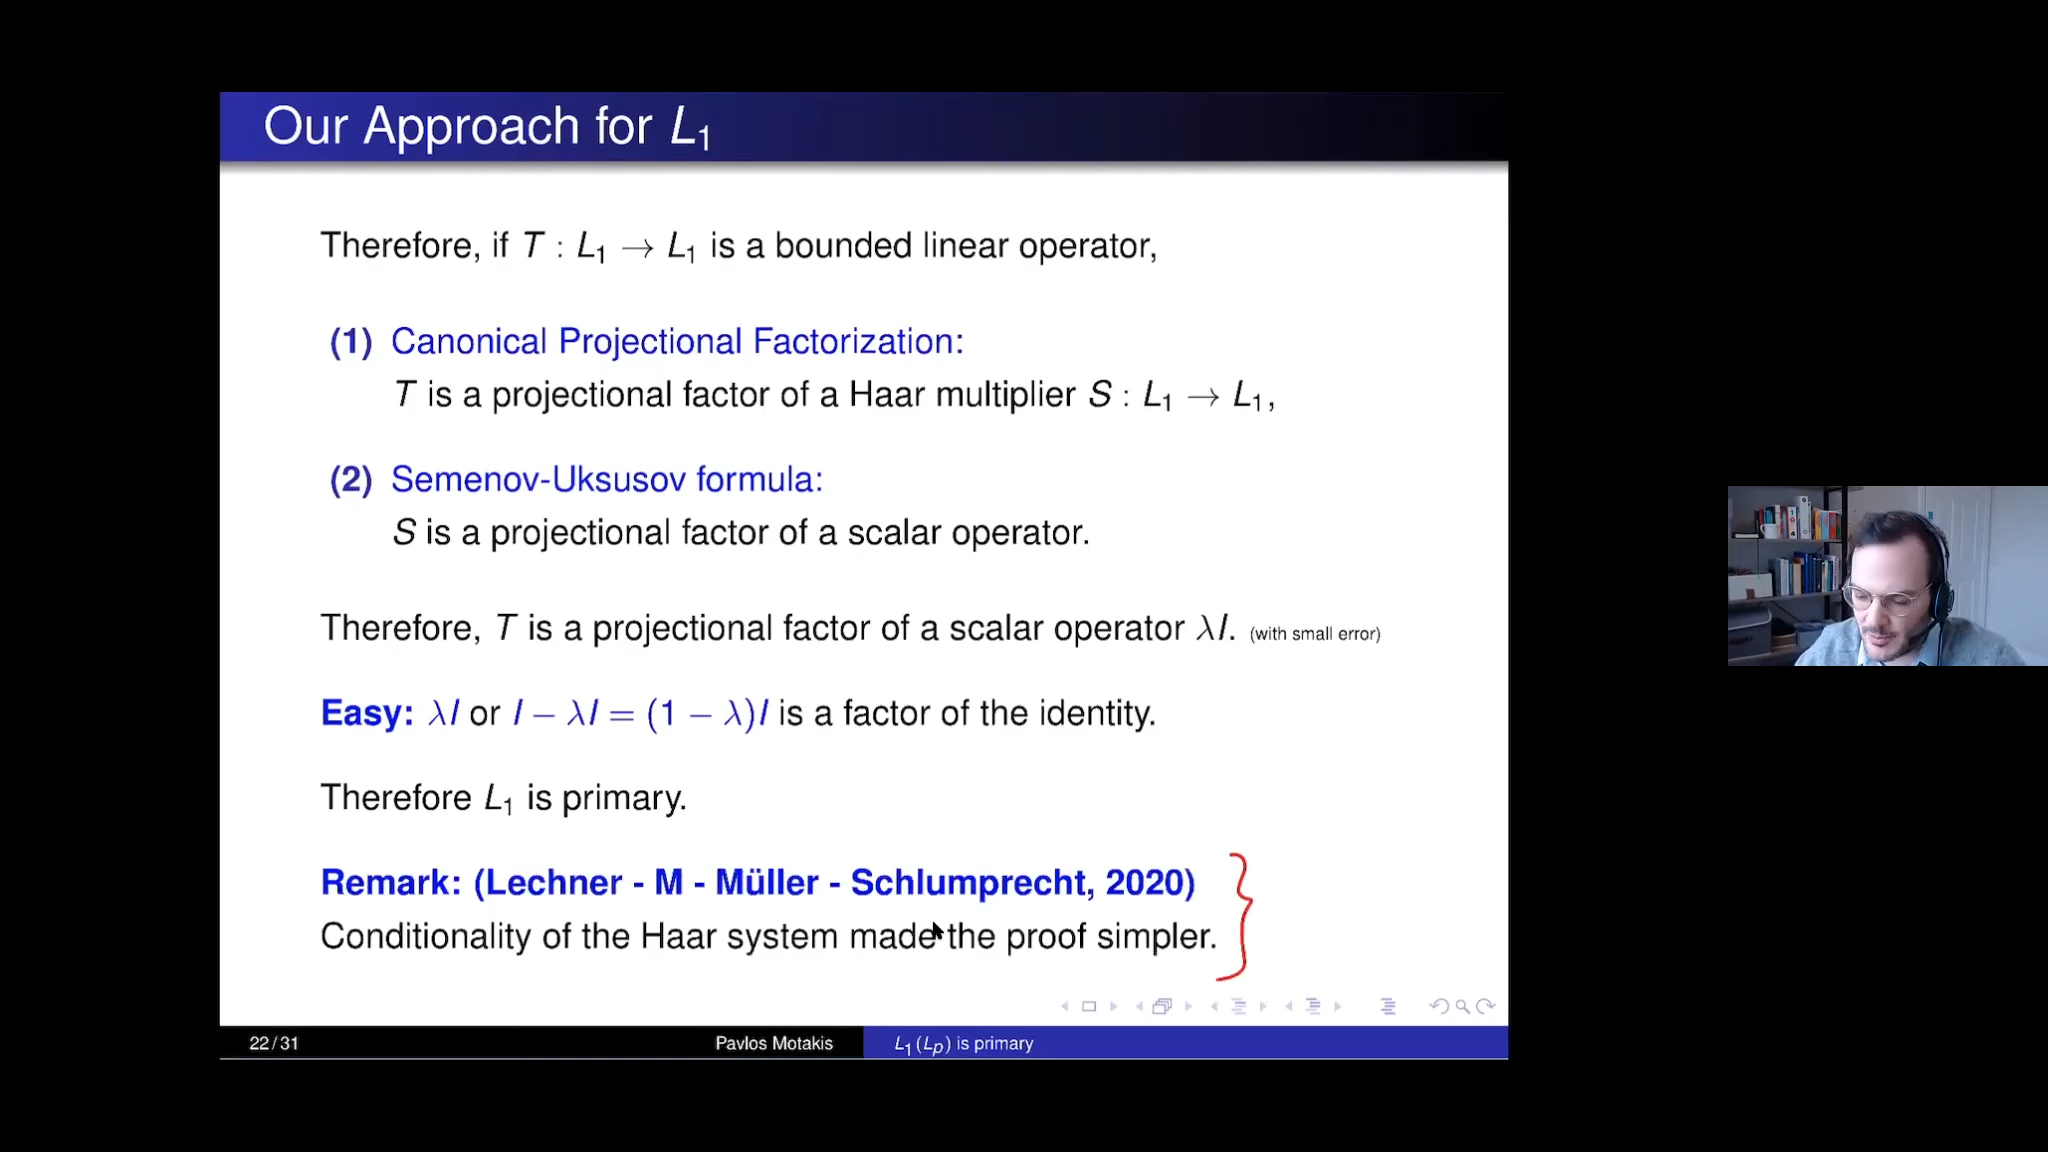 Our Approach for L₁
Therefore, if T : L₁ → L₁ is a bounded linear operator,
(1) Canonical Projectional Factorization:
T is a projectional factor of a Haar multiplier S : L₁ → L₁,
(2) Semenov-Uksusov formula:
S is a projectional factor of a scalar operator.
Therefore, T is a projectional factor of a scalar operator λI. (with small error)
Easy: λI or I − λI = (1 − λ)I is a factor of the identity.
Therefore L₁ is primary.
Remark: (Lechner - M - Müller - Schlumprecht, 2020)
Conditionality of the Haar system made the proof simpler.
22 / 31 Pavlos Motakis L₁(Lₚ) is primary